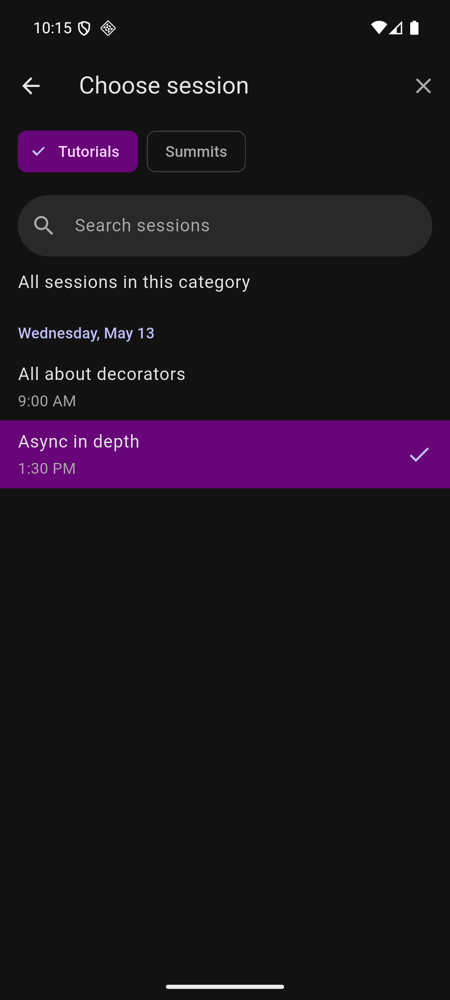 10:15
Choose session
Tutorials
Summits
Search sessions
All sessions in this category
Wednesday, May 13
All about decorators
9:00 AM
Async in depth
1:30 PM